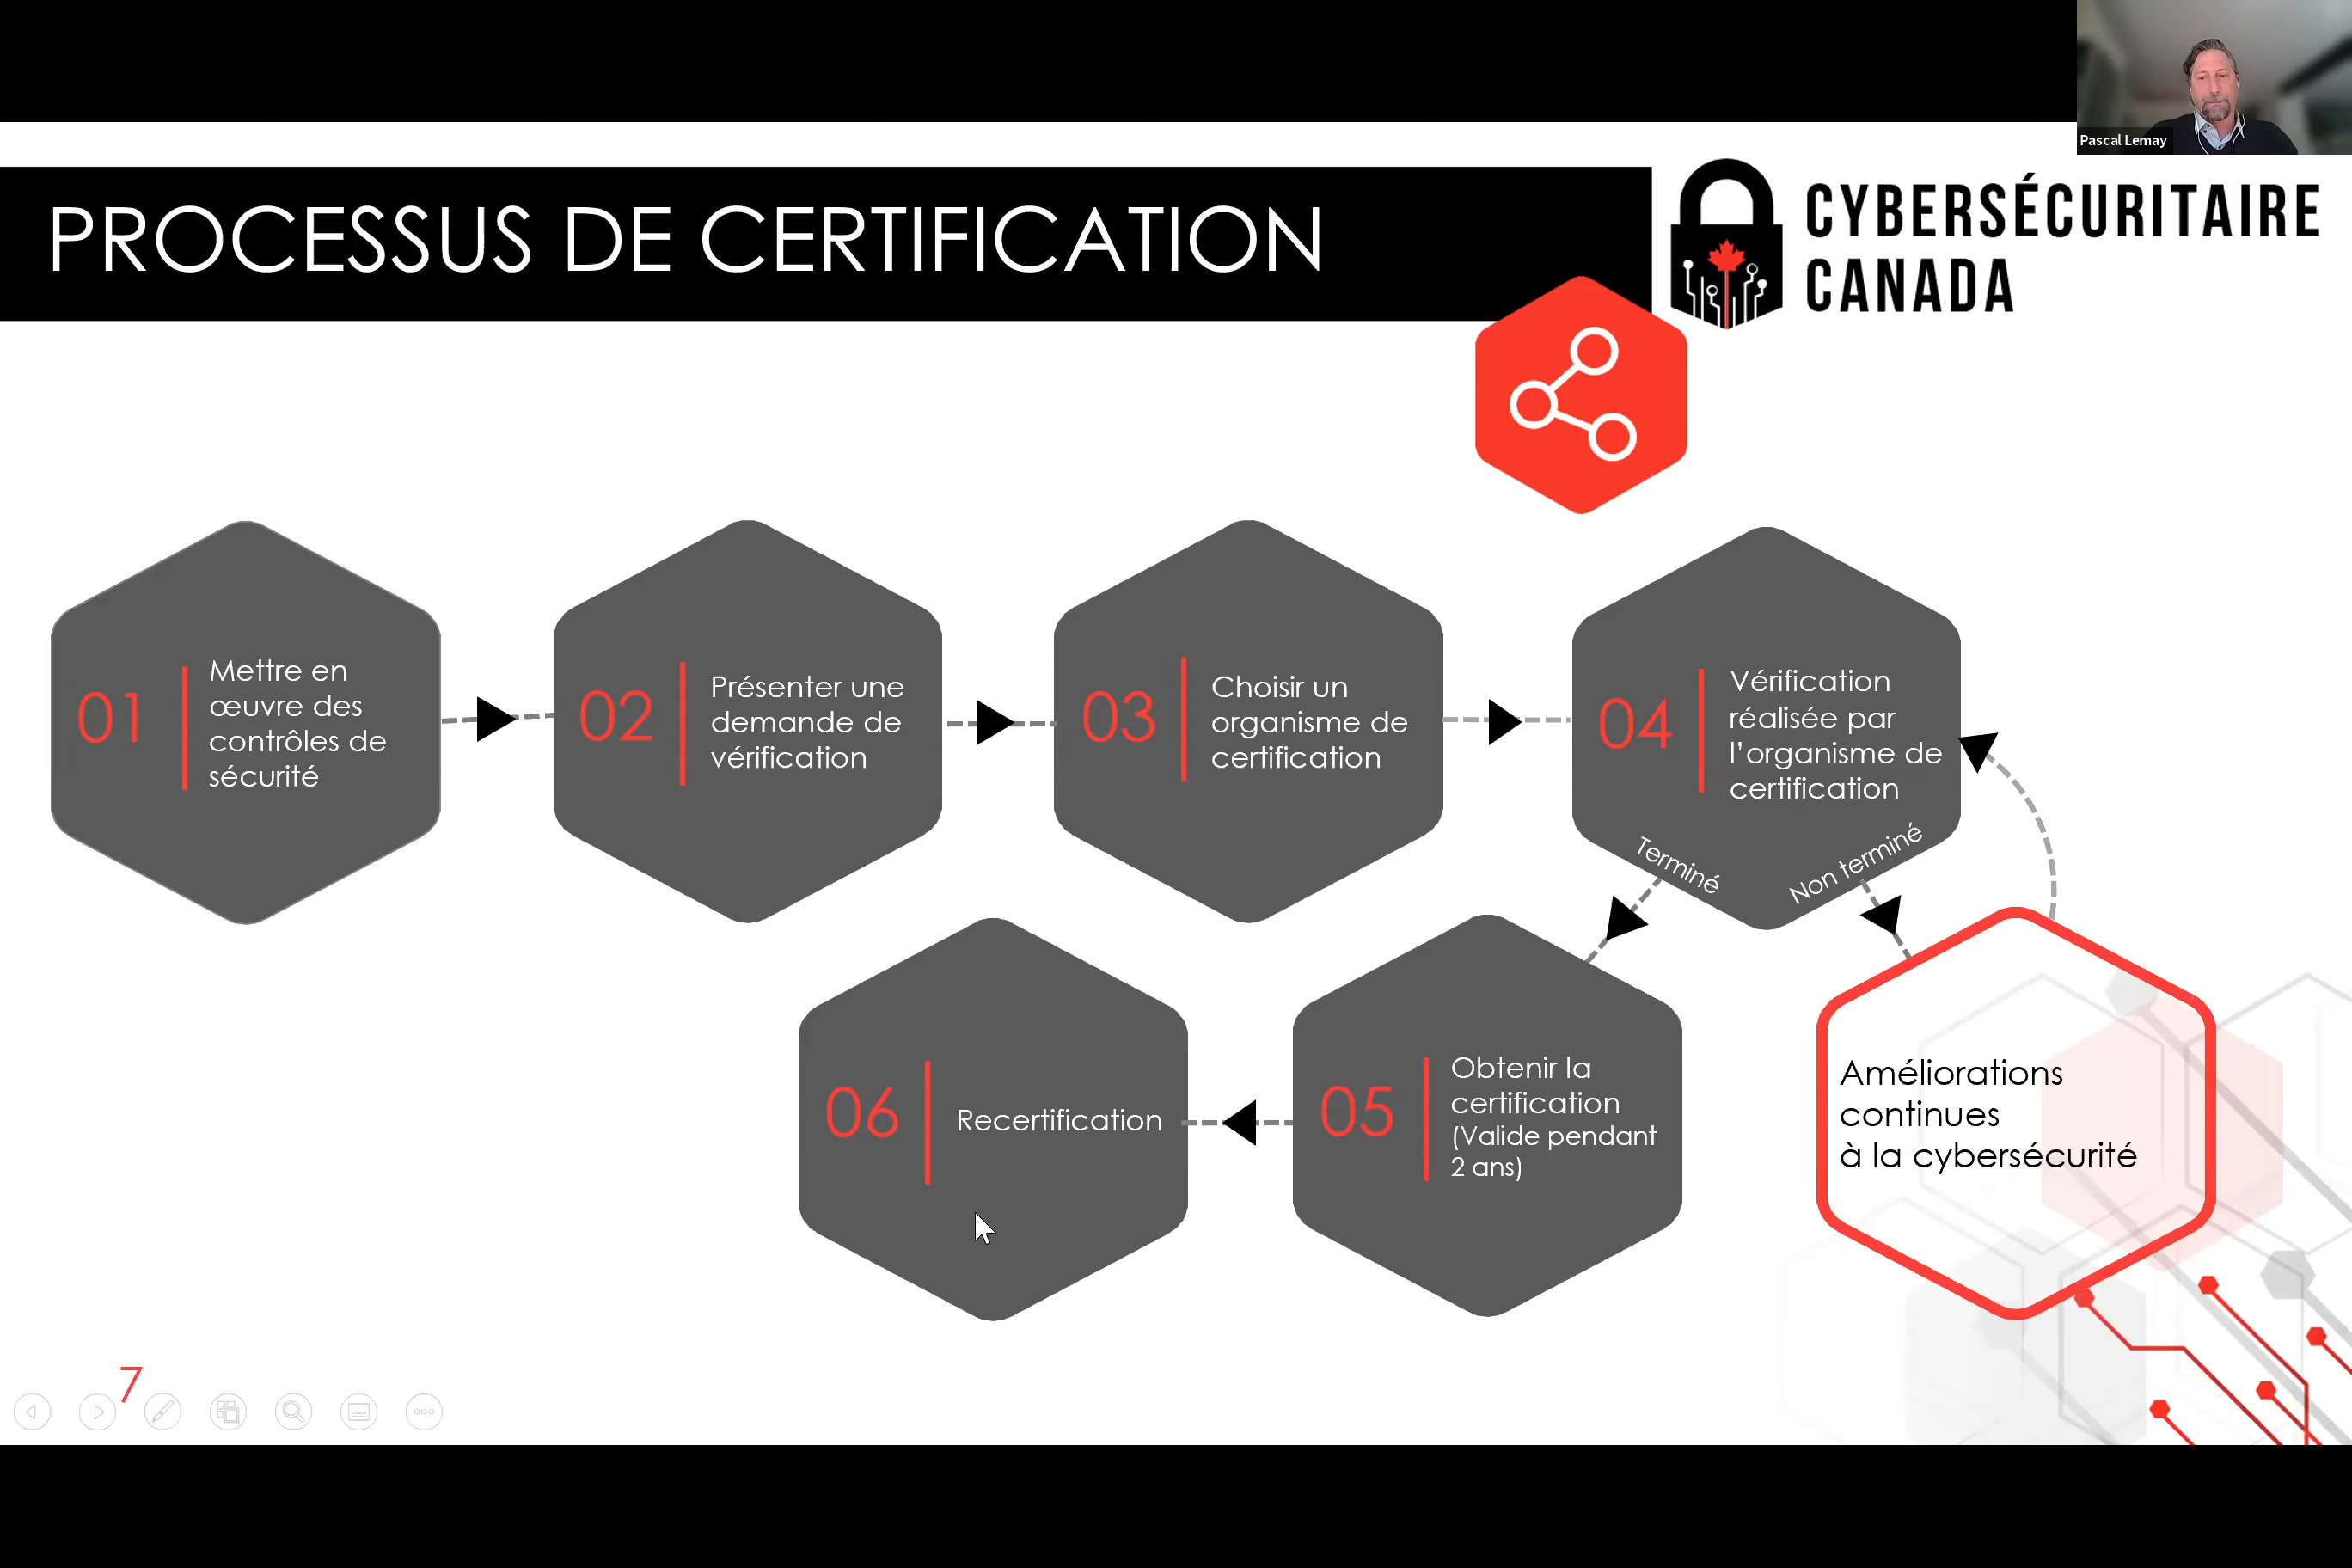 Pascal Lemay
PROCESSUS DE CERTIFICATION
CYBERSÉCURITAIRE
CANADA
01
Mettre en
œuvre des
contrôles de
sécurité
02
Présenter une
demande de
vérification
03
Choisir un
organisme de
certification
04
Vérification
réalisée par
l'organisme de
certification
Terminé
Non terminé
05
Obtenir la
certification
(Valide pendant
2 ans)
06
Recertification
Améliorations
continues
à la cybersécurité
7